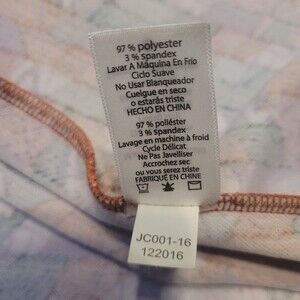 97 % polyester
3 % spandex
Lavar A Máquina En Frío
Ciclo Suave
No Usar Blanqueador
Cuelgue en seco
o estarás triste
HECHO EN CHINA
97 % poliéster
3 % spandex
Lavage en machine à froid
Cycle Délicat
Ne Pas Javelliser
Accrochez sec
ou vous serez triste
FABRIQUÉ EN CHINE
JC001-16
122016